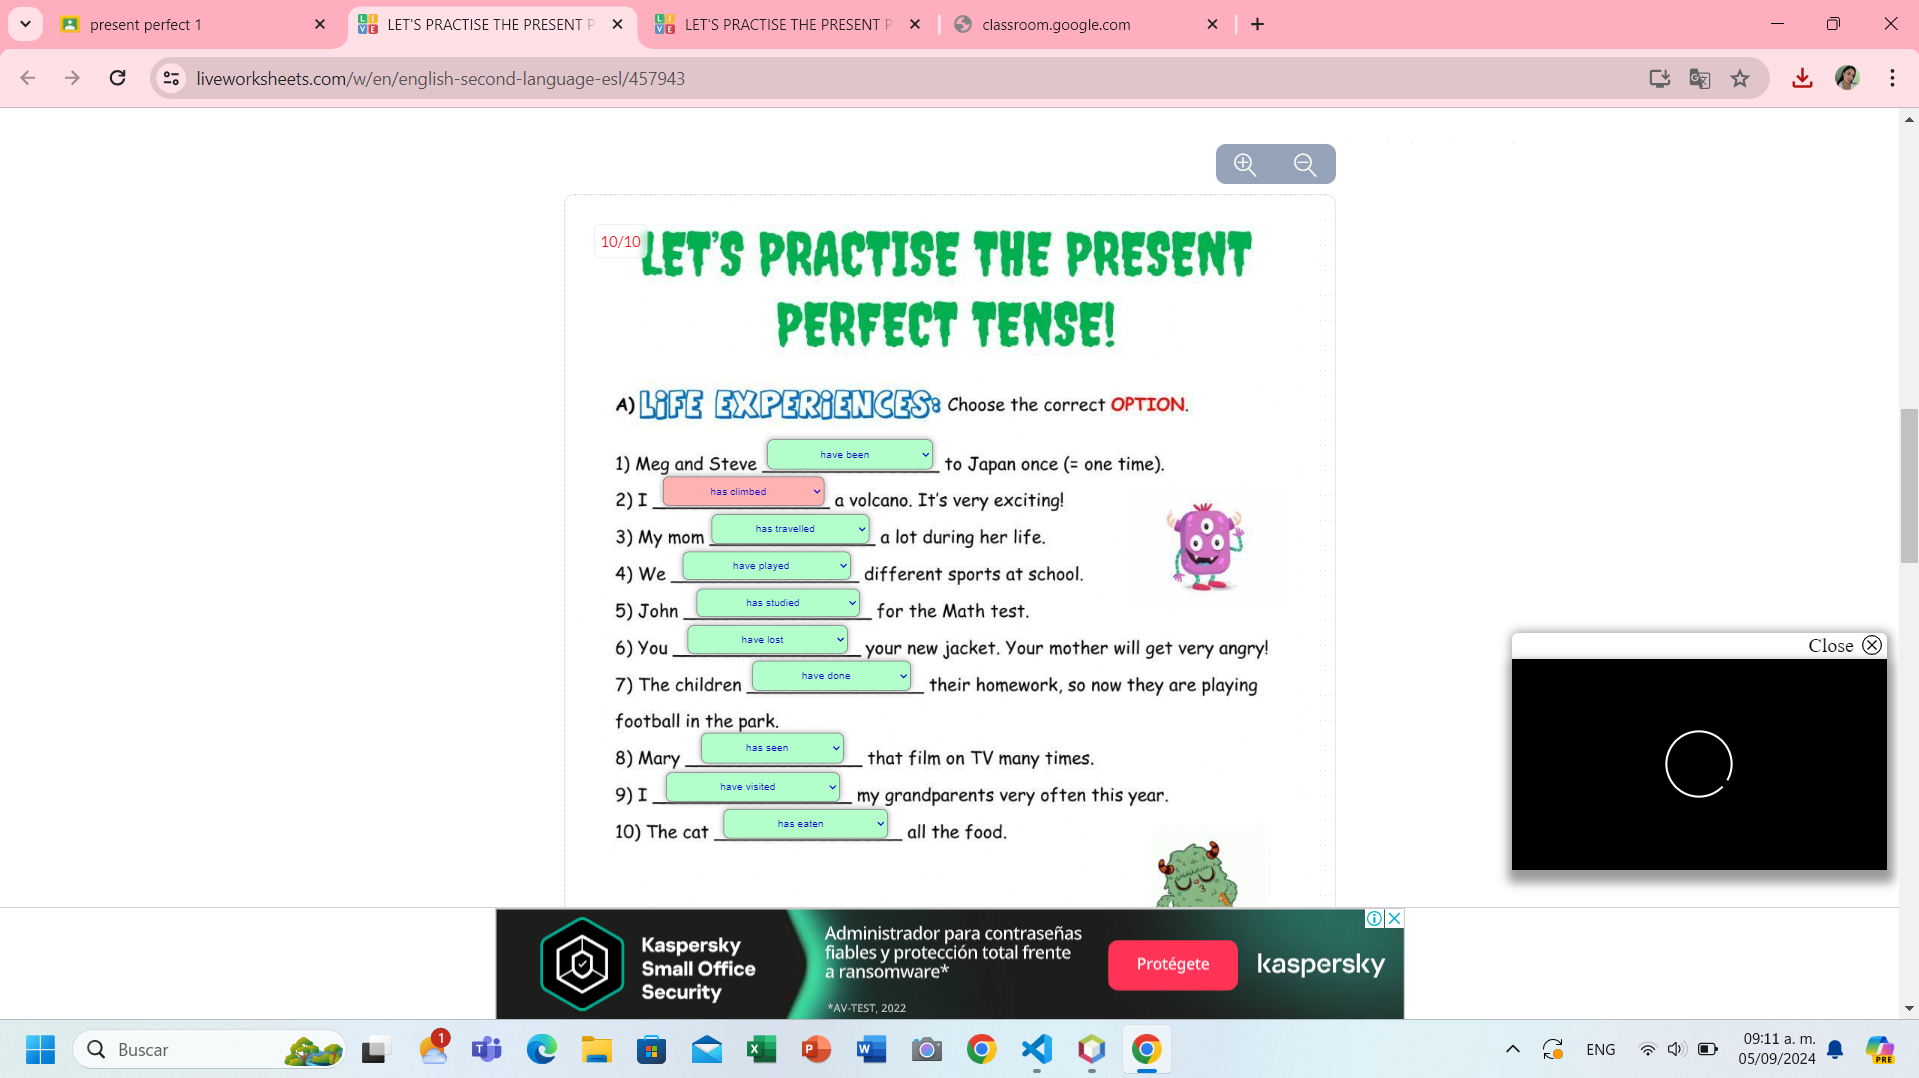 present perfect 1
LET'S PRACTISE THE PRESENT P
LET'S PRACTISE THE PRESENT P
classroom.google.com
liveworksheets.com/w/en/english-second-language-esl/457943
10/10
LET'S PRACTISE THE PRESENT
PERFECT TENSE!
A) LIFE EXPERIENCES: Choose the correct OPTION.
1) Meg and Steve have been to Japan once (= one time).
2) I has climbed a volcano. It's very exciting!
3) My mom has travelled a lot during her life.
4) We have played different sports at school.
5) John has studied for the Math test.
6) You have lost your new jacket. Your mother will get very angry!
7) The children have done their homework, so now they are playing
football in the park.
8) Mary has seen that film on TV many times.
9) I have visited my grandparents very often this year.
10) The cat has eaten all the food.
Close
Kaspersky
Small Office
Security
Administrador para contraseñas
fiables y protección total frente
a ransomware*
*AV-TEST, 2022
Protégete
kaspersky
Buscar
1
ENG
09:11 a. m.
05/09/2024
PRE